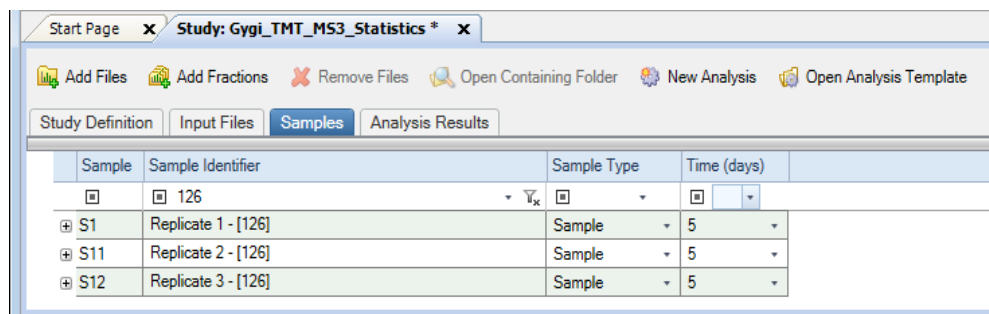 Start Page x Study: Gygi_TMT_MS3_Statistics * x
Add Files Add Fractions Remove Files Open Containing Folder New Analysis Open Analysis Template
Study Definition Input Files Samples Analysis Results
Sample Sample Identifier Sample Type Time (days)
126
S1 Replicate 1 - [126] Sample 5
S11 Replicate 2 - [126] Sample 5
S12 Replicate 3 - [126] Sample 5